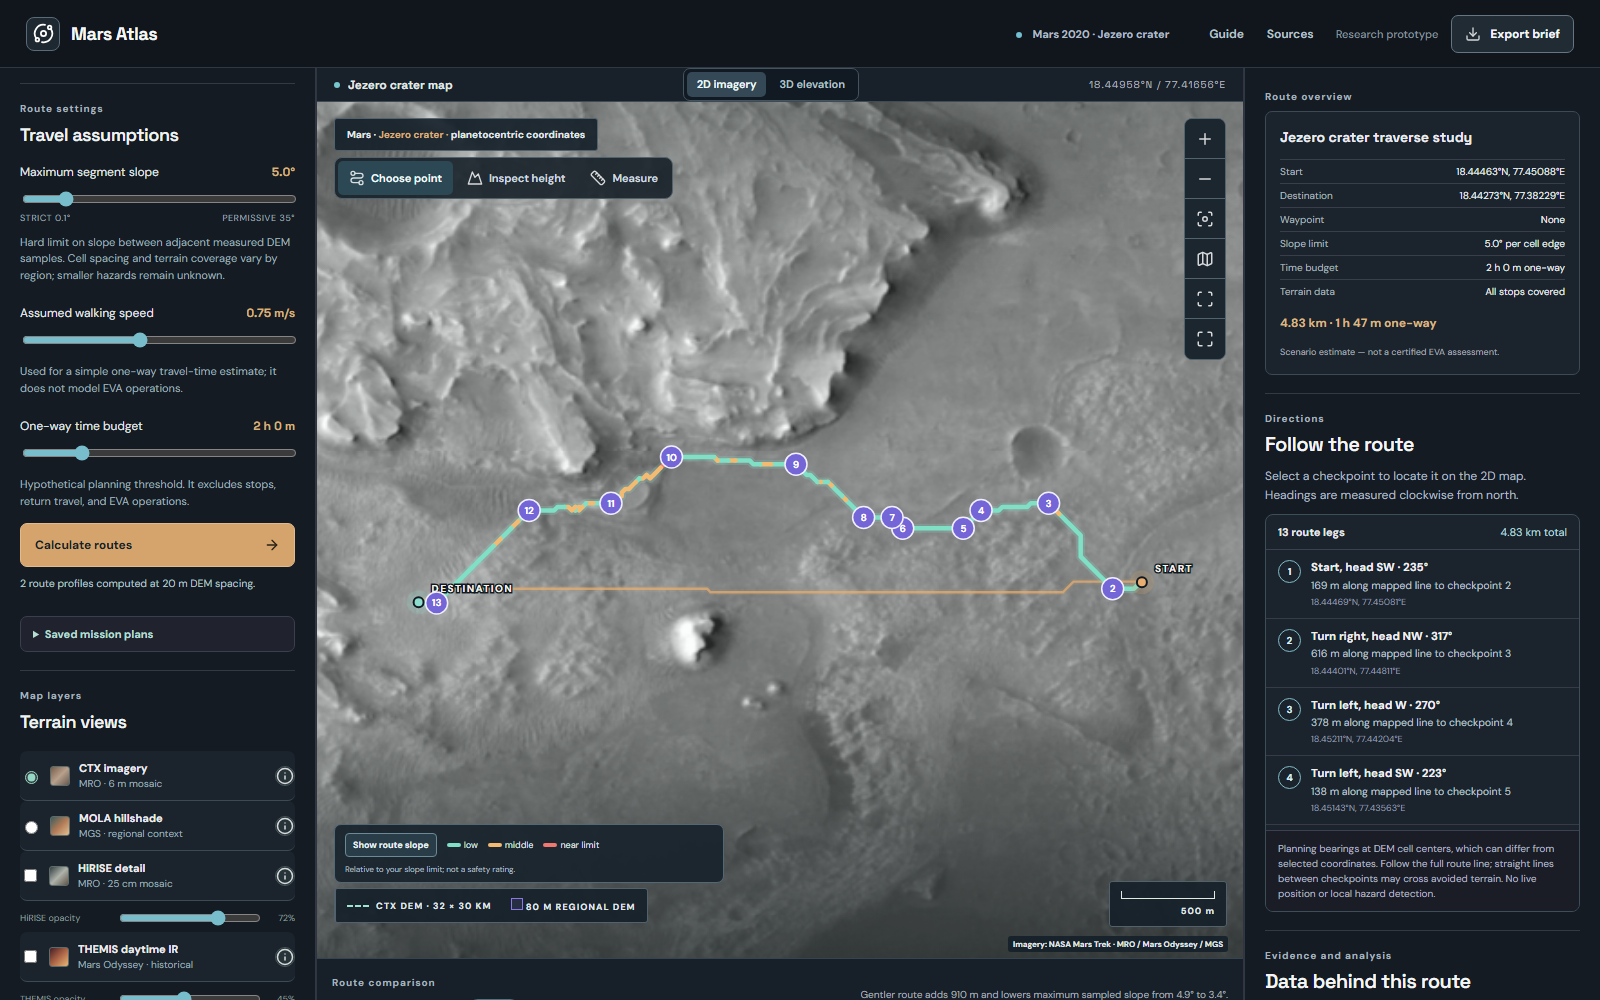 Mars Atlas
Mars 2020 · Jezero crater
Guide
Sources
Research prototype
Export brief
Route settings
Travel assumptions
Maximum segment slope 5.0°
STRICT 0.1° PERMISSIVE 35°
Hard limit on slope between adjacent measured DEM
samples. Cell spacing and terrain coverage vary by
region; smaller hazards remain unknown.
Assumed walking speed 0.75 m/s
Used for a simple one-way travel-time estimate; it
does not model EVA operations.
One-way time budget 2 h 0 m
Hypothetical planning threshold. It excludes stops,
return travel, and EVA operations.
Calculate routes
2 route profiles computed at 20 m DEM spacing.
Saved mission plans
Map layers
Terrain views
CTX imagery
MRO · 6 m mosaic
MOLA hillshade
MGS · regional context
HiRISE detail
MRO · 25 cm mosaic
HiRISE opacity 72%
THEMIS daytime IR
Mars Odyssey · historical
THEMIS opacity 45%
Jezero crater map
2D imagery
3D elevation
18.44958°N / 77.41656°E
Mars · Jezero crater · planetocentric coordinates
Choose point
Inspect height
Measure
10
9
12
11
8
7
6
5
4
3
START
2
DESTINATION
13
Show route slope
low
middle
near limit
Relative to your slope limit; not a safety rating.
CTX DEM · 32 × 30 KM
80 M REGIONAL DEM
500 m
Imagery: NASA Mars Trek · MRO / Mars Odyssey / MGS
Route comparison
Gentler route adds 910 m and lowers maximum sampled slope from 4.9° to 3.4°.
Route overview
Jezero crater traverse study
Start 18.44463°N, 77.45088°E
Destination 18.44273°N, 77.38229°E
Waypoint None
Slope limit 5.0° per cell edge
Time budget 2 h 0 m one-way
Terrain data All stops covered
4.83 km · 1 h 47 m one-way
Scenario estimate — not a certified EVA assessment.
Directions
Follow the route
Select a checkpoint to locate it on the 2D map.
Headings are measured clockwise from north.
13 route legs 4.83 km total
1 Start, head SW · 235°
169 m along mapped line to checkpoint 2
18.44469°N, 77.45081°E
2 Turn right, head NW · 317°
616 m along mapped line to checkpoint 3
18.44401°N, 77.44811°E
3 Turn left, head W · 270°
378 m along mapped line to checkpoint 4
18.45211°N, 77.44204°E
4 Turn left, head SW · 223°
138 m along mapped line to checkpoint 5
18.45143°N, 77.43563°E
Planning bearings at DEM cell centers, which can differ from
selected coordinates. Follow the full route line; straight lines
between checkpoints may cross avoided terrain. No live
position or local hazard detection.
Evidence and analysis
Data behind this route